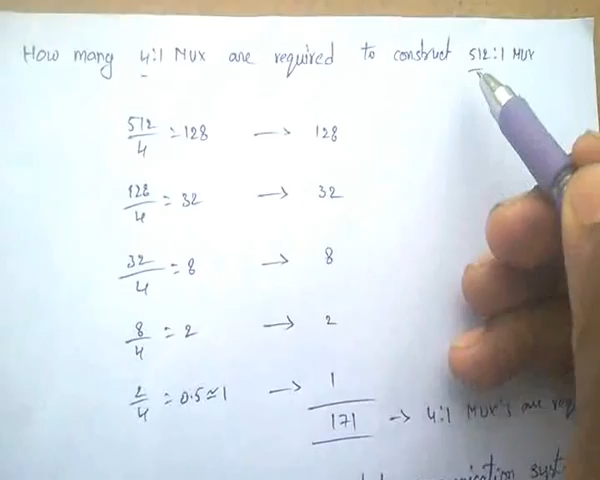 How many 4:1 MUX are required to construct 512:1 MUX
512/4 = 128 → 128
128/4 = 32 → 32
32/4 = 8 → 8
8/4 = 2 → 2
2/4 = 0.5 ≃ 1 → 1
171 → 4:1 MUX's are